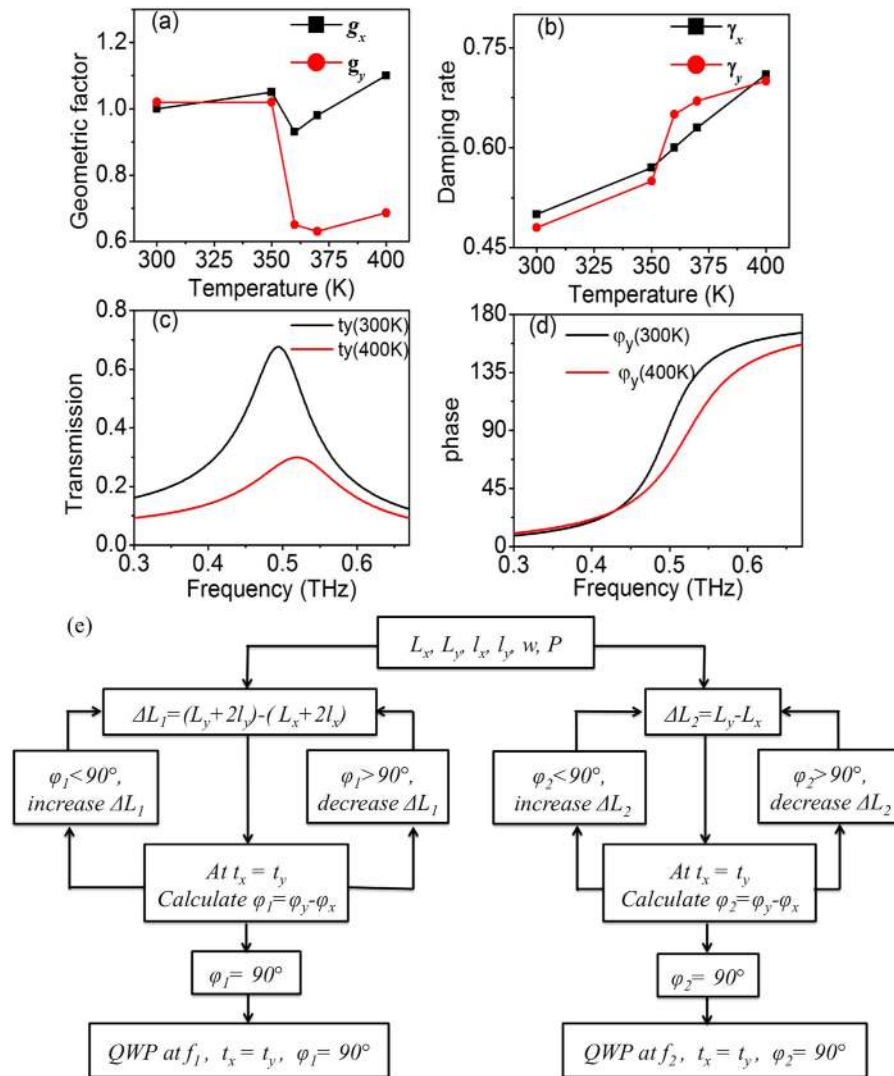 (a)
g_x
g_y
Geometric factor
1.2
1.0
0.8
0.6
300 325 350 375 400
Temperature (K)
(b)
γ_x
γ_y
Damping rate
0.75
0.60
0.45
300 325 350 375 400
Temperature (K)
(c)
ty(300K)
ty(400K)
Transmission
0.8
0.6
0.4
0.2
0.0
0.3 0.4 0.5 0.6
Frequency (THz)
(d)
φ_y(300K)
φ_y(400K)
phase
180
135
90
45
0
0.3 0.4 0.5 0.6
Frequency (THz)
(e)
L_x, L_y, l_x, l_y, w, P
ΔL_1=(L_y+2l_y)-( L_x+2l_x)
φ_1<90°,
increase ΔL_1
φ_1>90°,
decrease ΔL_1
At t_x = t_y
Calculate φ_1=φ_y-φ_x
φ_1= 90°
QWP at f_1, t_x = t_y, φ_1= 90°
ΔL_2=L_y-L_x
φ_2<90°,
increase ΔL_2
φ_2>90°,
decrease ΔL_2
At t_x = t_y
Calculate φ_2=φ_y-φ_x
φ_2= 90°
QWP at f_2, t_x = t_y, φ_2= 90°